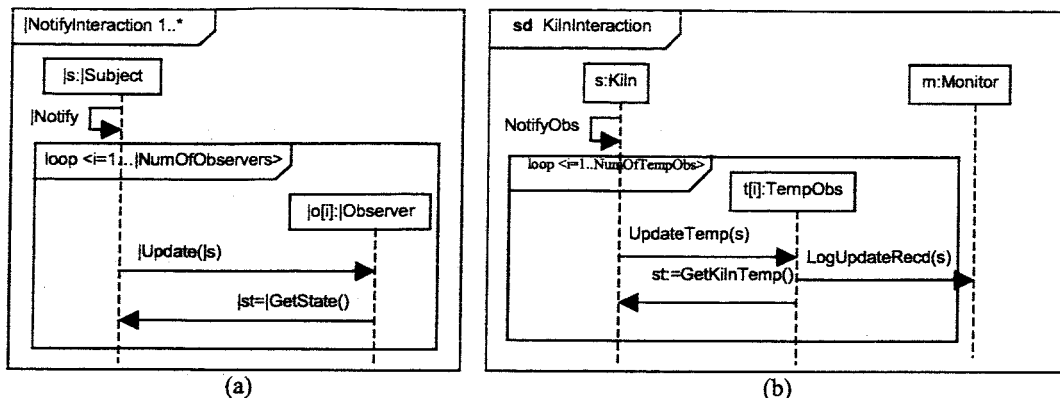 |NotifyInteraction 1..*
|s:|Subject
|Notify
loop <i=1...|NumOfObservers>
|o[i]:|Observer
|Update(|s)
|st=|GetState()
(a)
sd KilnInteraction
s:Kiln
m:Monitor
NotifyObs
loop <i=1..NumOfTempObs>
t[i]:TempObs
UpdateTemp(s)
LogUpdateRecd(s)
st:=GetKilnTemp()
(b)